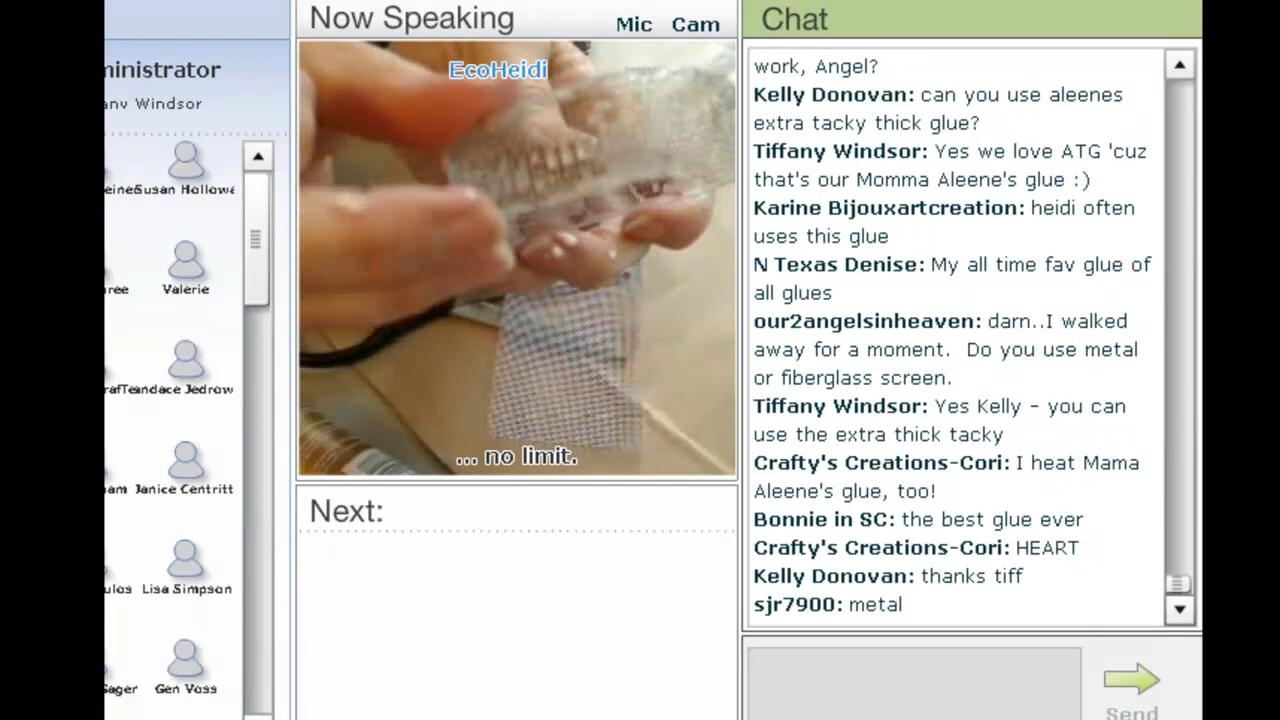 Now Speaking
Mic Cam
Chat
ministrator
any Windsor
Susan Hollowa
ree
Valerie
Jedrow
am
Janice Centritt
ulos
Lisa Simpson
Gen Voss
EcoHeidi
... no limit.
Next:
work, Angel?
Kelly Donovan: can you use aleenes
extra tacky thick glue?
Tiffany Windsor: Yes we love ATG 'cuz
that's our Momma Aleene's glue :)
Karine Bijouxartcreation: heidi often
uses this glue
N Texas Denise: My all time fav glue of
all glues
our2angelsinheaven: darn..I walked
away for a moment. Do you use metal
or fiberglass screen.
Tiffany Windsor: Yes Kelly - you can
use the extra thick tacky
Crafty's Creations-Cori: I heat Mama
Aleene's glue, too!
Bonnie in SC: the best glue ever
Crafty's Creations-Cori: HEART
Kelly Donovan: thanks tiff
sjr7900: metal
Send